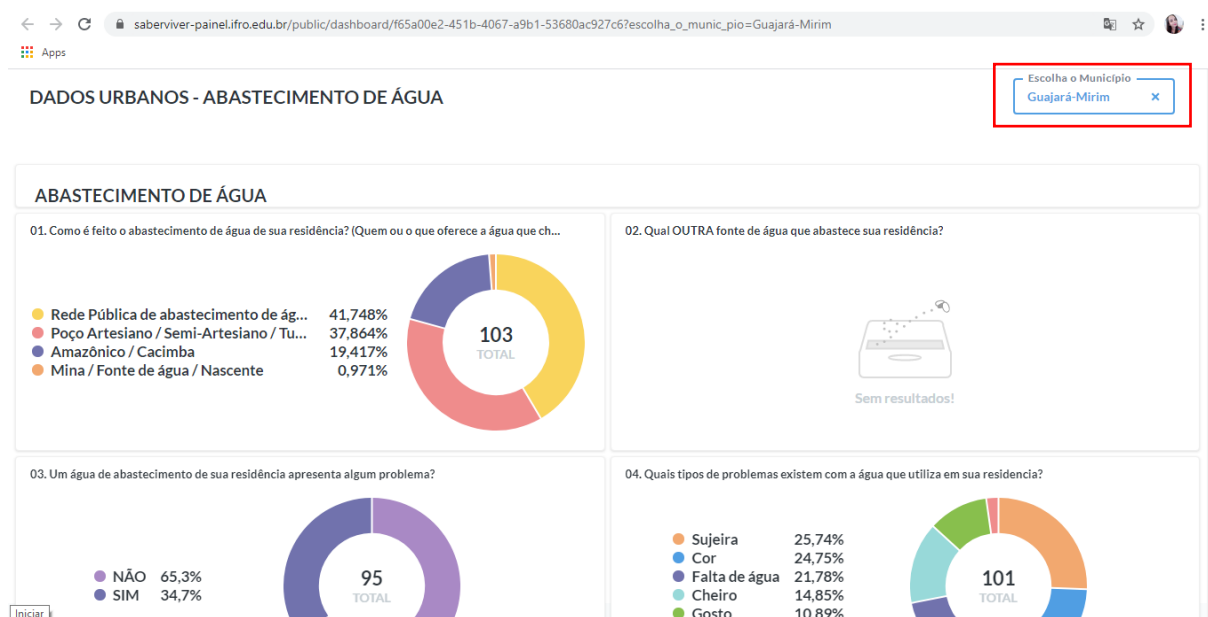 saberviver-painel.ifro.edu.br/public/dashboard/f65a00e2-451b-4067-a9b1-53680ac927c6?escolha_o_munic_pio=Guajará-Mirim
Apps
DADOS URBANOS - ABASTECIMENTO DE ÁGUA
Escolha o Município
Guajará-Mirim
ABASTECIMENTO DE ÁGUA
01. Como é feito o abastecimento de água de sua residência? (Quem ou o que oferece a água que ch...
Rede Pública de abastecimento de ág... 41,748%
Poço Artesiano / Semi-Artesiano / Tu... 37,864%
Amazônico / Cacimba 19,417%
Mina / Fonte de água / Nascente 0,971%
103
TOTAL
02. Qual OUTRA fonte de água que abastece sua residência?
Sem resultados!
03. Um água de abastecimento de sua residência apresenta algum problema?
NÃO 65,3%
SIM 34,7%
95
TOTAL
04. Quais tipos de problemas existem com a água que utiliza em sua residencia?
Sujeira 25,74%
Cor 24,75%
Falta de água 21,78%
Cheiro 14,85%
Gosto 10,89%
101
TOTAL
Iniciar